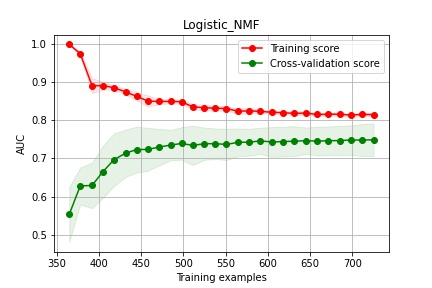 Logistic_NMF
Training score
Cross-validation score
AUC
1.0
0.9
0.8
0.7
0.6
0.5
350 400 450 500 550 600 650 700
Training examples